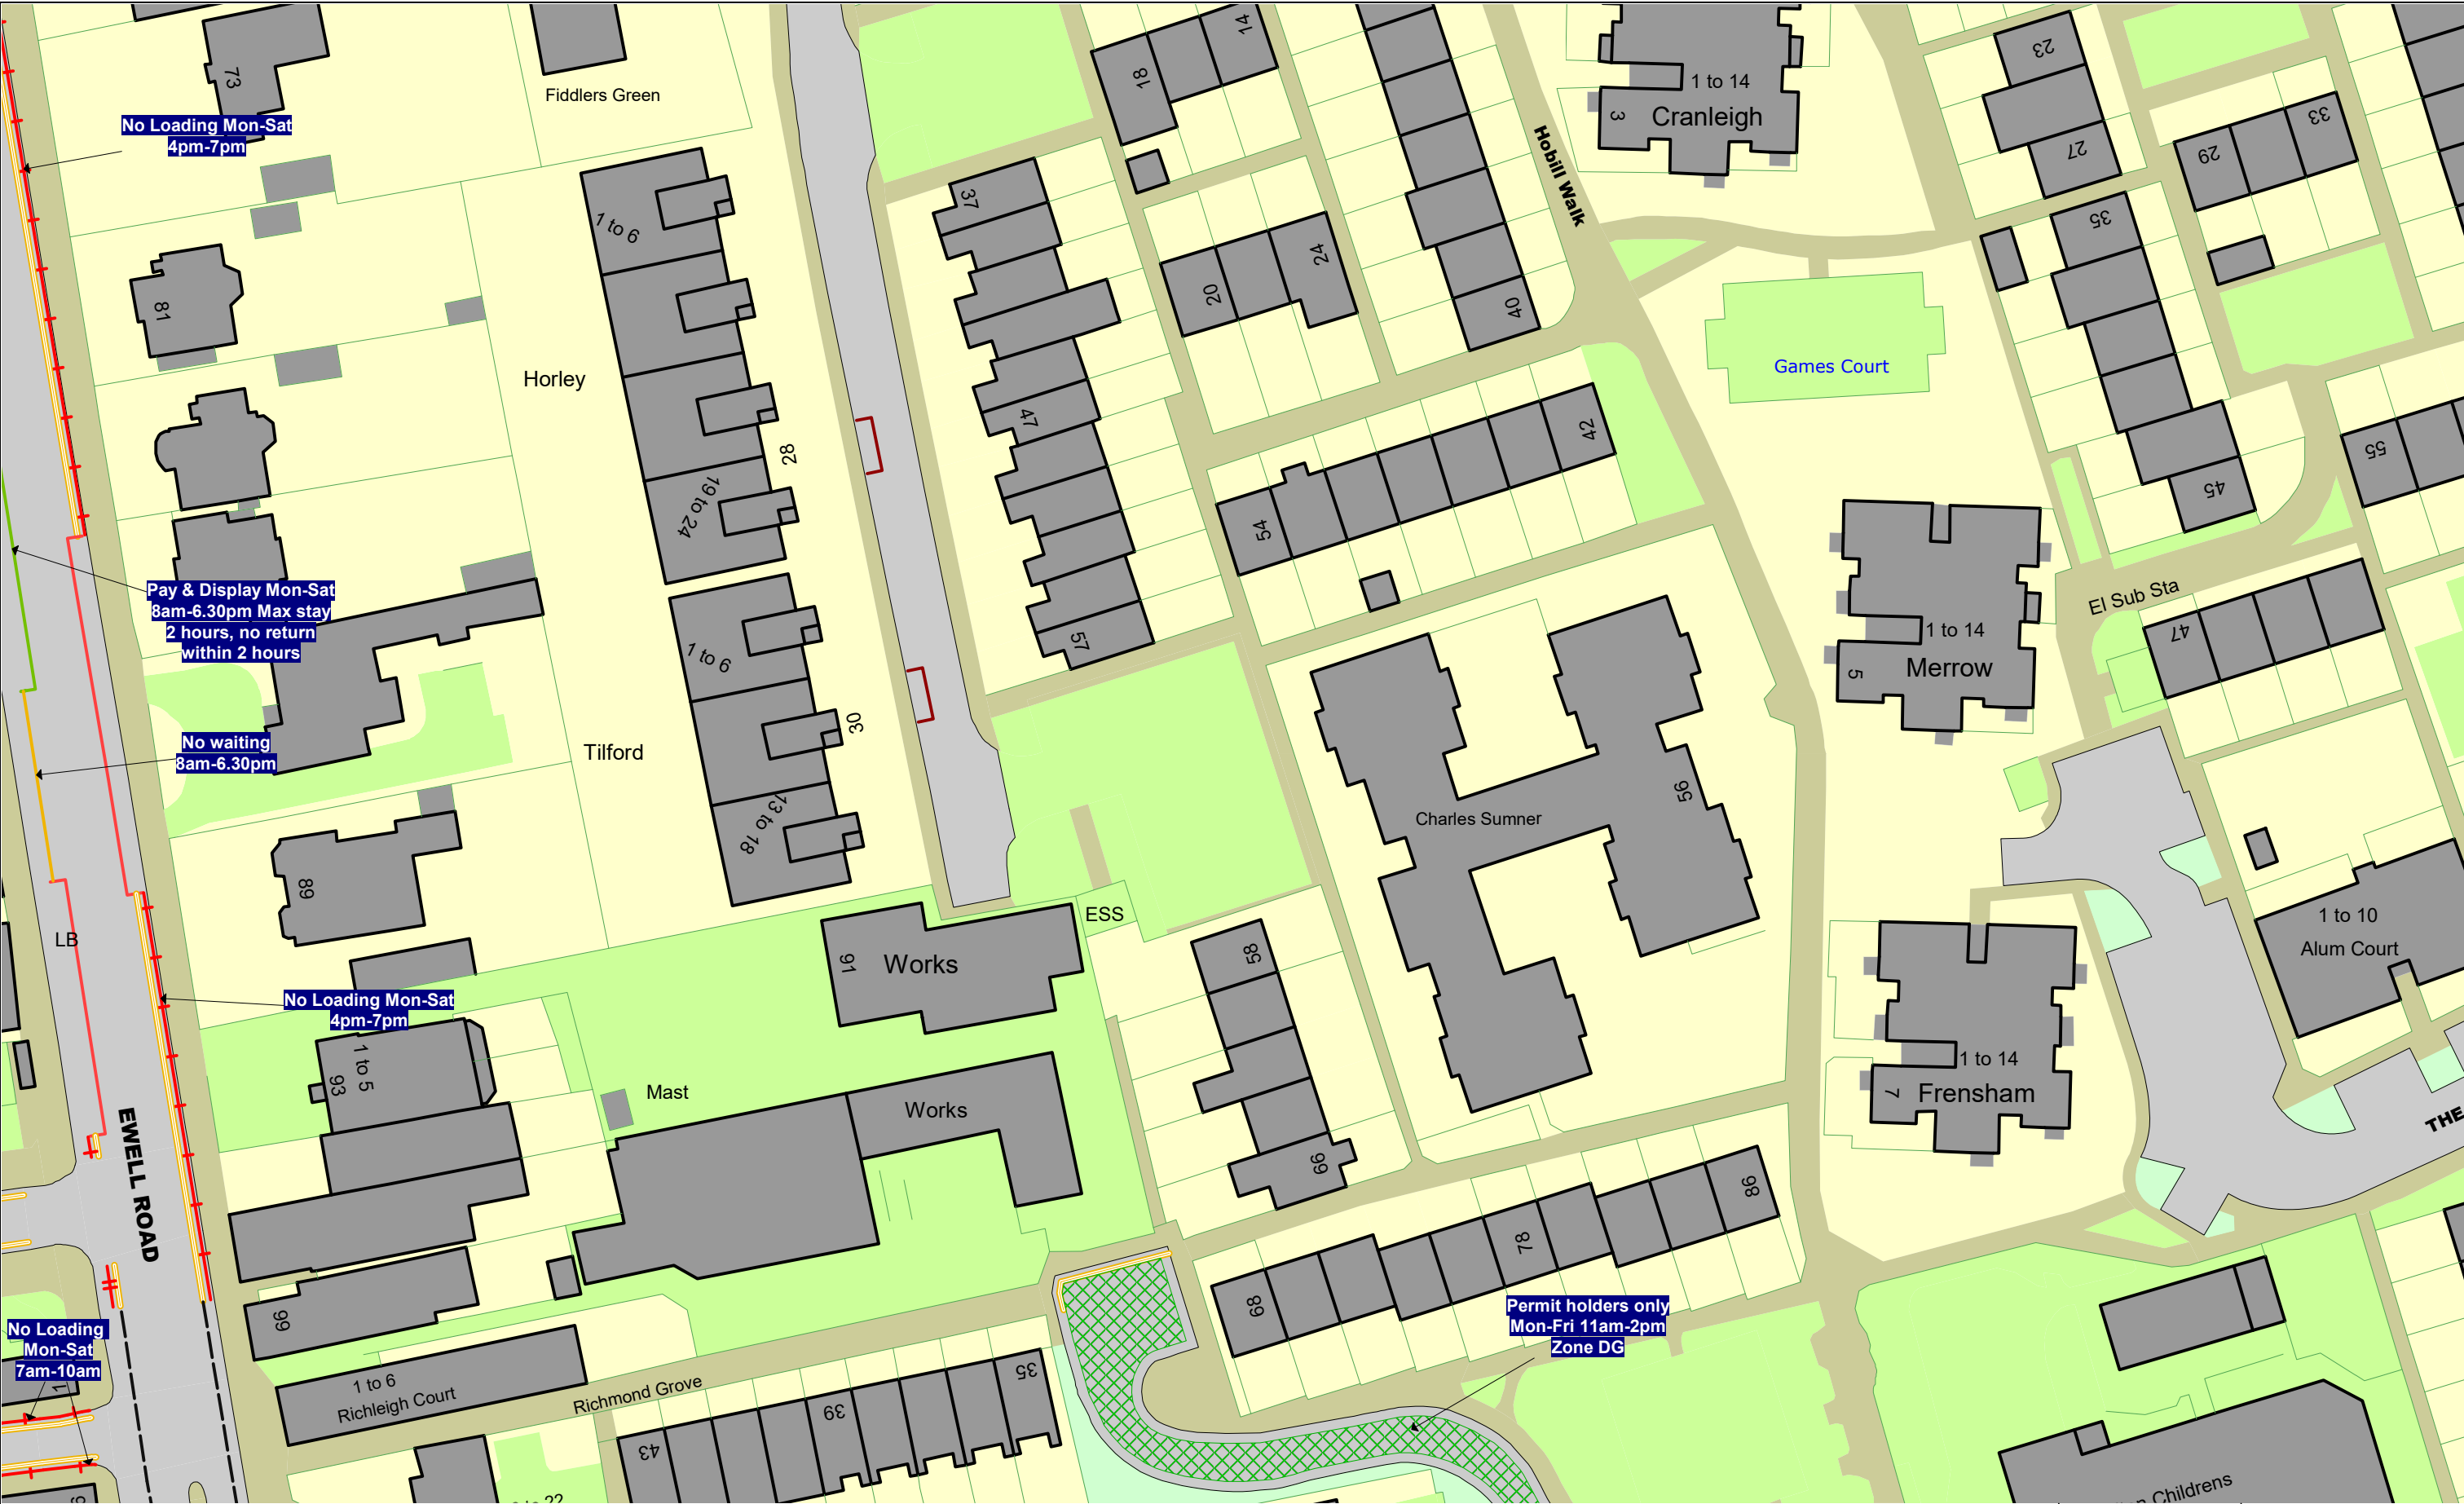 73
Fiddlers Green
14
18
1 to 14
3
Cranleigh
23
27
29
33
No Loading Mon-Sat
4pm-7pm
Hobill Walk
37
1 to 6
20
24
40
35
81
Horley
Games Court
47
42
28
19 to 24
54
45
55
Pay & Display Mon-Sat
8am-6.30pm Max stay
2 hours, no return
within 2 hours
El Sub Sta
57
1 to 6
1 to 14
5
Merrow
47
No waiting
8am-6.30pm
Tilford
30
13 to 18
56
Charles Sumner
89
LB
ESS
91
Works
58
1 to 10
Alum Court
No Loading Mon-Sat
4pm-7pm
1 to 5
93
Mast
Works
1 to 14
7
Frensham
THE
EWELL ROAD
66
86
78
68
99
No Loading
Mon-Sat
7am-10am
1
Permit holders only
Mon-Fri 11am-2pm
Zone DG
1 to 6
Richleigh Court
Richmond Grove
35
39
43
Childrens